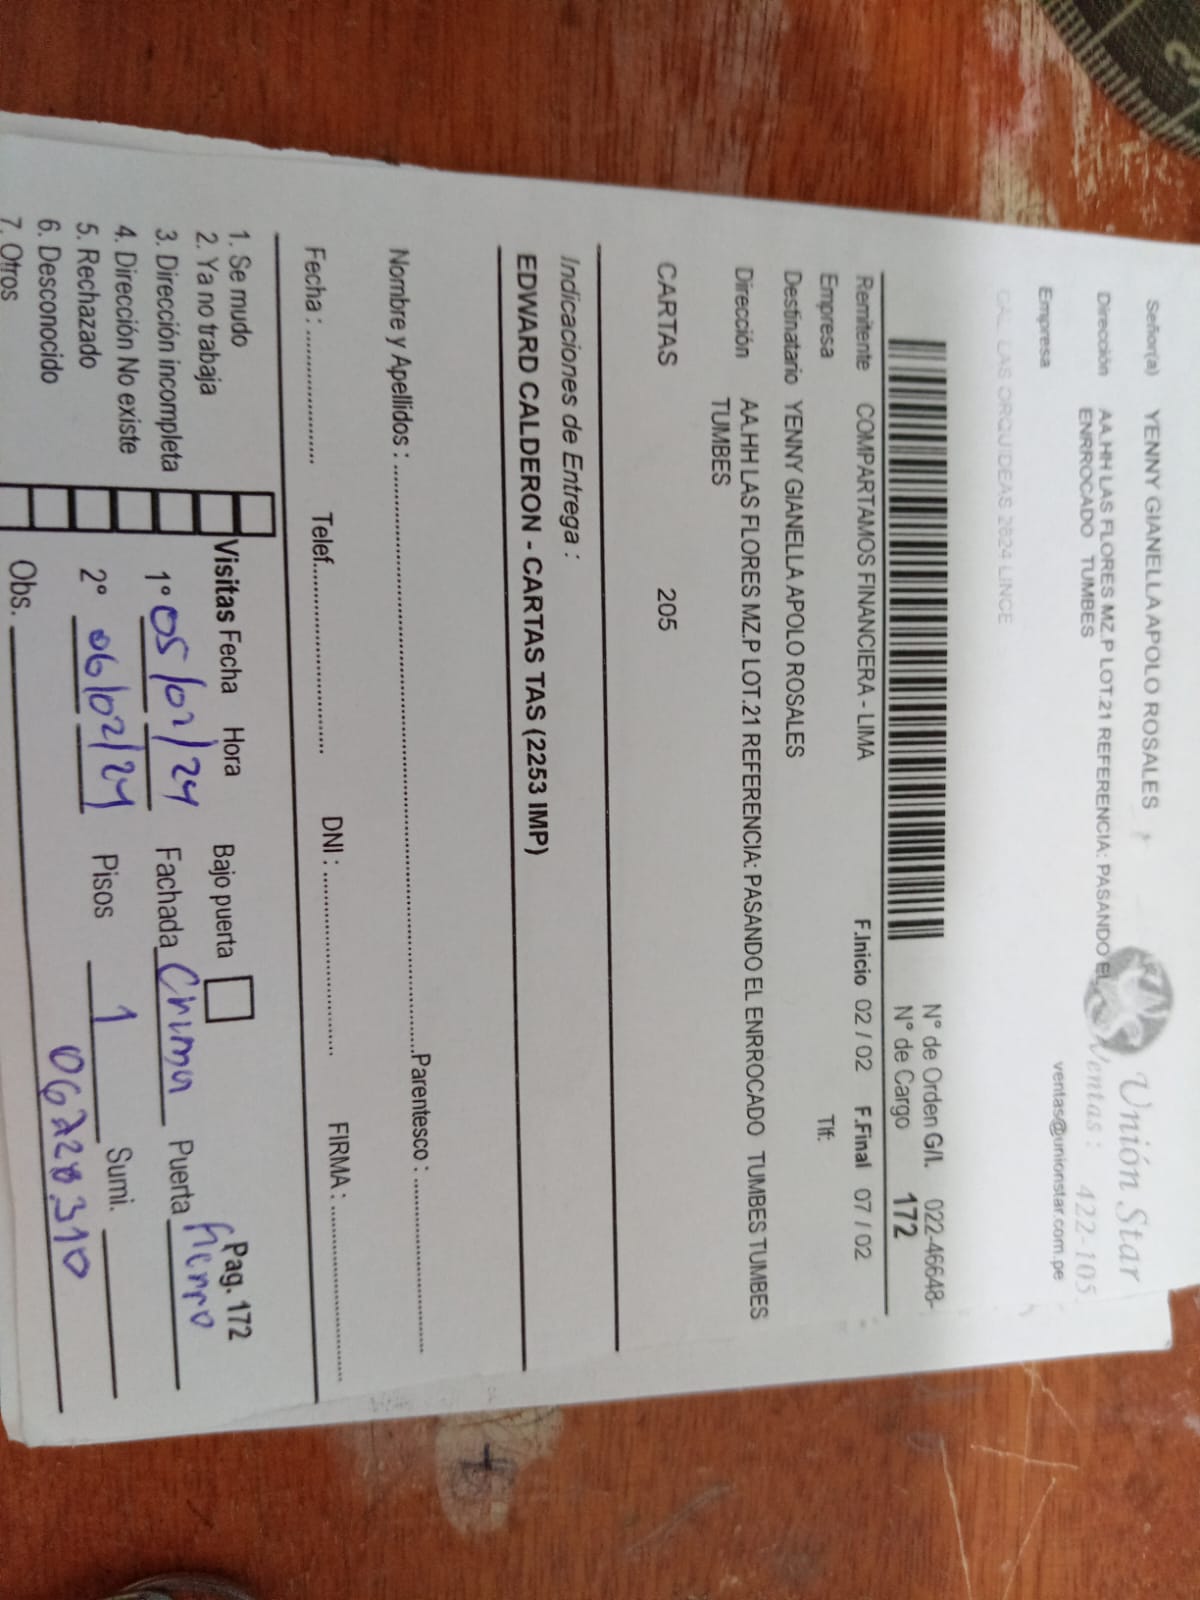 Unión Star
Señor(a) YENNY GIANELLA APOLO ROSALES
Ventas: 422-105
Dirección AA.HH LAS FLORES MZ.P LOT.21 REFERENCIA: PASANDO EL
ENRROCADO TUMBES
ventas@unionstar.com.pe
Empresa
CAL LAS ORQUIDEAS 2624 LINCE
N° de Orden G/I. 022-46648-
N° de Cargo 172
Remitente COMPARTAMOS FINANCIERA - LIMA F.Inicio 02 / 02 F.Final 07 / 02
Empresa Tlf:
Destinatario YENNY GIANELLA APOLO ROSALES
Dirección AA.HH LAS FLORES MZ.P LOT.21 REFERENCIA: PASANDO EL ENRROCADO TUMBES TUMBES
TUMBES
CARTAS 205
Indicaciones de Entrega :
EDWARD CALDERON - CARTAS TAS (2253 IMP)
Nombre y Apellidos : Parentesco :
Fecha : Telef. DNI : FIRMA :
Pag. 172
1. Se mudo
2. Ya no trabaja
3. Dirección incompleta
4. Dirección No existe
5. Rechazado
6. Desconocido
7. Otros
Visitas Fecha Hora Bajo puerta
1° 05/02/24 Fachada Crema Puerta Fierro
2° 06/02/24 Pisos 1 Sumi.
Obs.